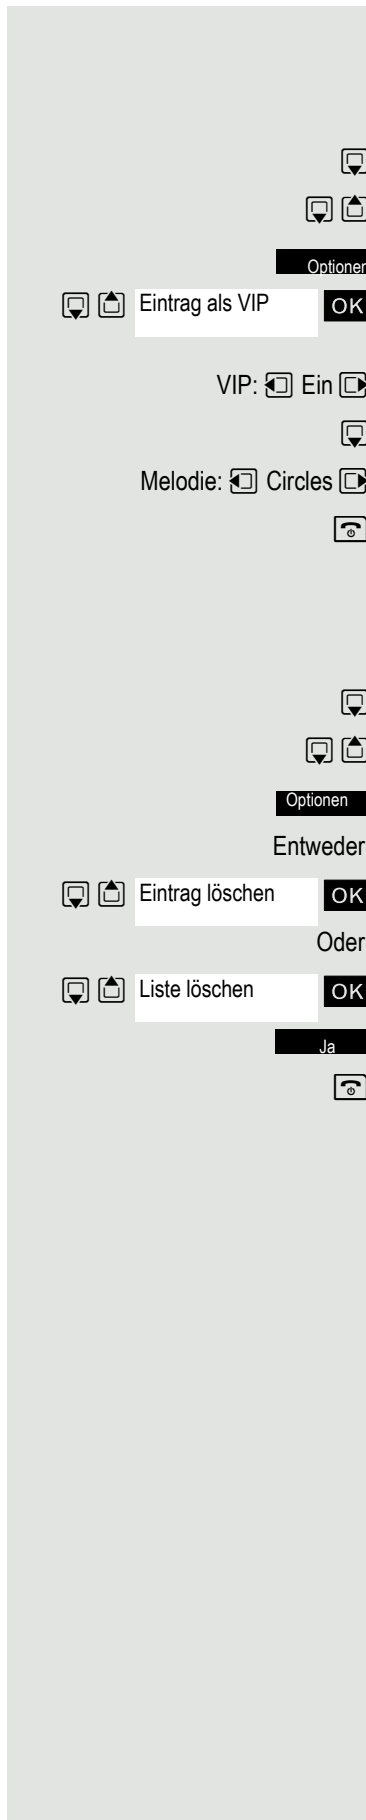 Optionen
Eintrag als VIP OK
VIP: Ein
Melodie: Circles
Optionen
Entweder
Eintrag löschen OK
Oder
Liste löschen OK
Ja